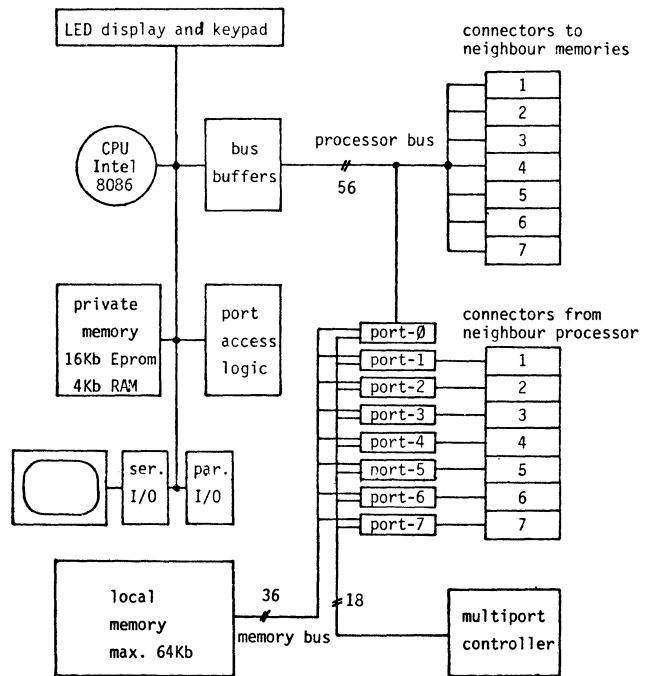 LED display and keypad
connectors to
neighbour memories
CPU
Intel
8086
bus
buffers
processor bus
56
1
2
3
4
5
6
7
private
memory
16Kb Eprom
4Kb RAM
port
access
logic
connectors from
neighbour processor
port-0
port-1
port-2
port-3
port-4
port-5
port-6
port-7
1
2
3
4
5
6
7
ser.
I/O
par.
I/O
local
memory
max. 64Kb
36
memory bus
18
multiport
controller